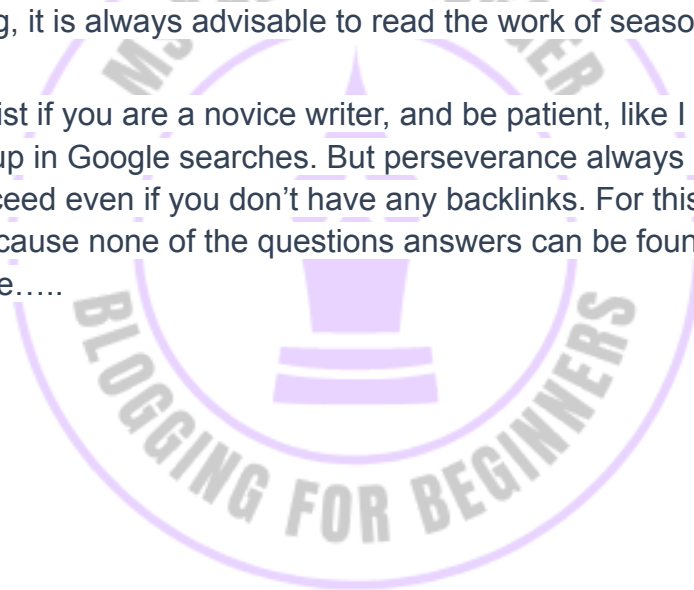 g, it is always advisable to read the work of seaso
ist if you are a novice writer, and be patient, like I
up in Google searches. But perseverance always
ceed even if you don’t have any backlinks. For this
cause none of the questions answers can be foun
e…..
BLOGGING FOR BEGINNERS